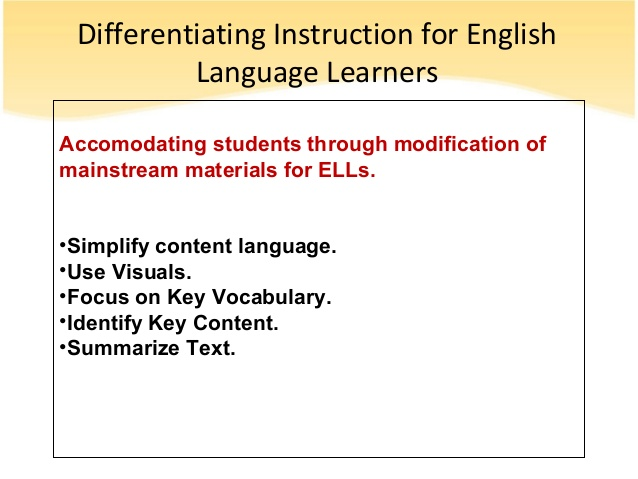 Differentiating Instruction for English
Language Learners
Accomodating students through modification of
mainstream materials for ELLs.
•Simplify content language.
•Use Visuals.
•Focus on Key Vocabulary.
•Identify Key Content.
•Summarize Text.